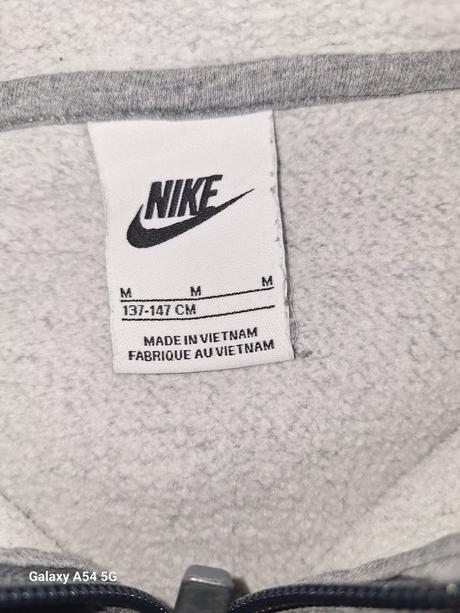 NIKE
M M M
137-147 CM
MADE IN VIETNAM
FABRIQUE AU VIETNAM
Galaxy A54 5G